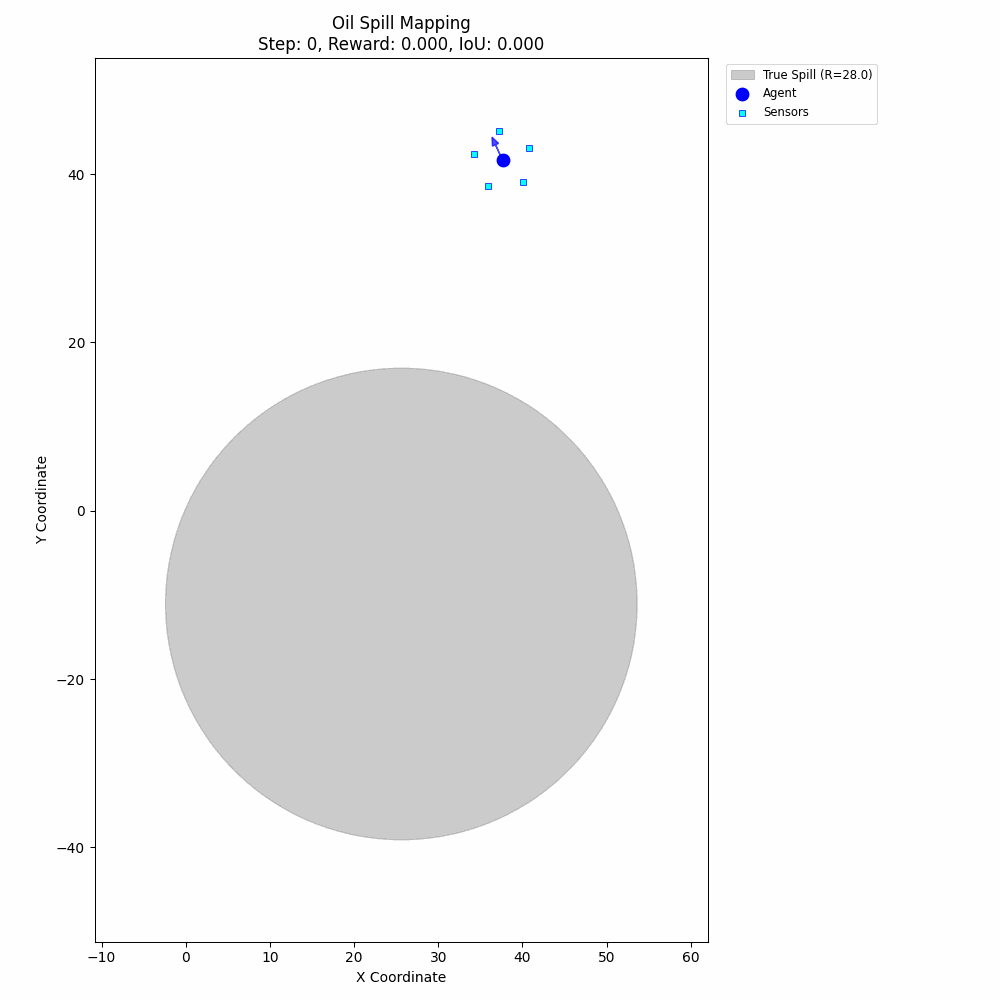 Oil Spill Mapping
Step: 0, Reward: 0.000, IoU: 0.000
True Spill (R=28.0)
Agent
Sensors
40
20
0
−20
−40
Y Coordinate
−10 0 10 20 30 40 50 60
X Coordinate